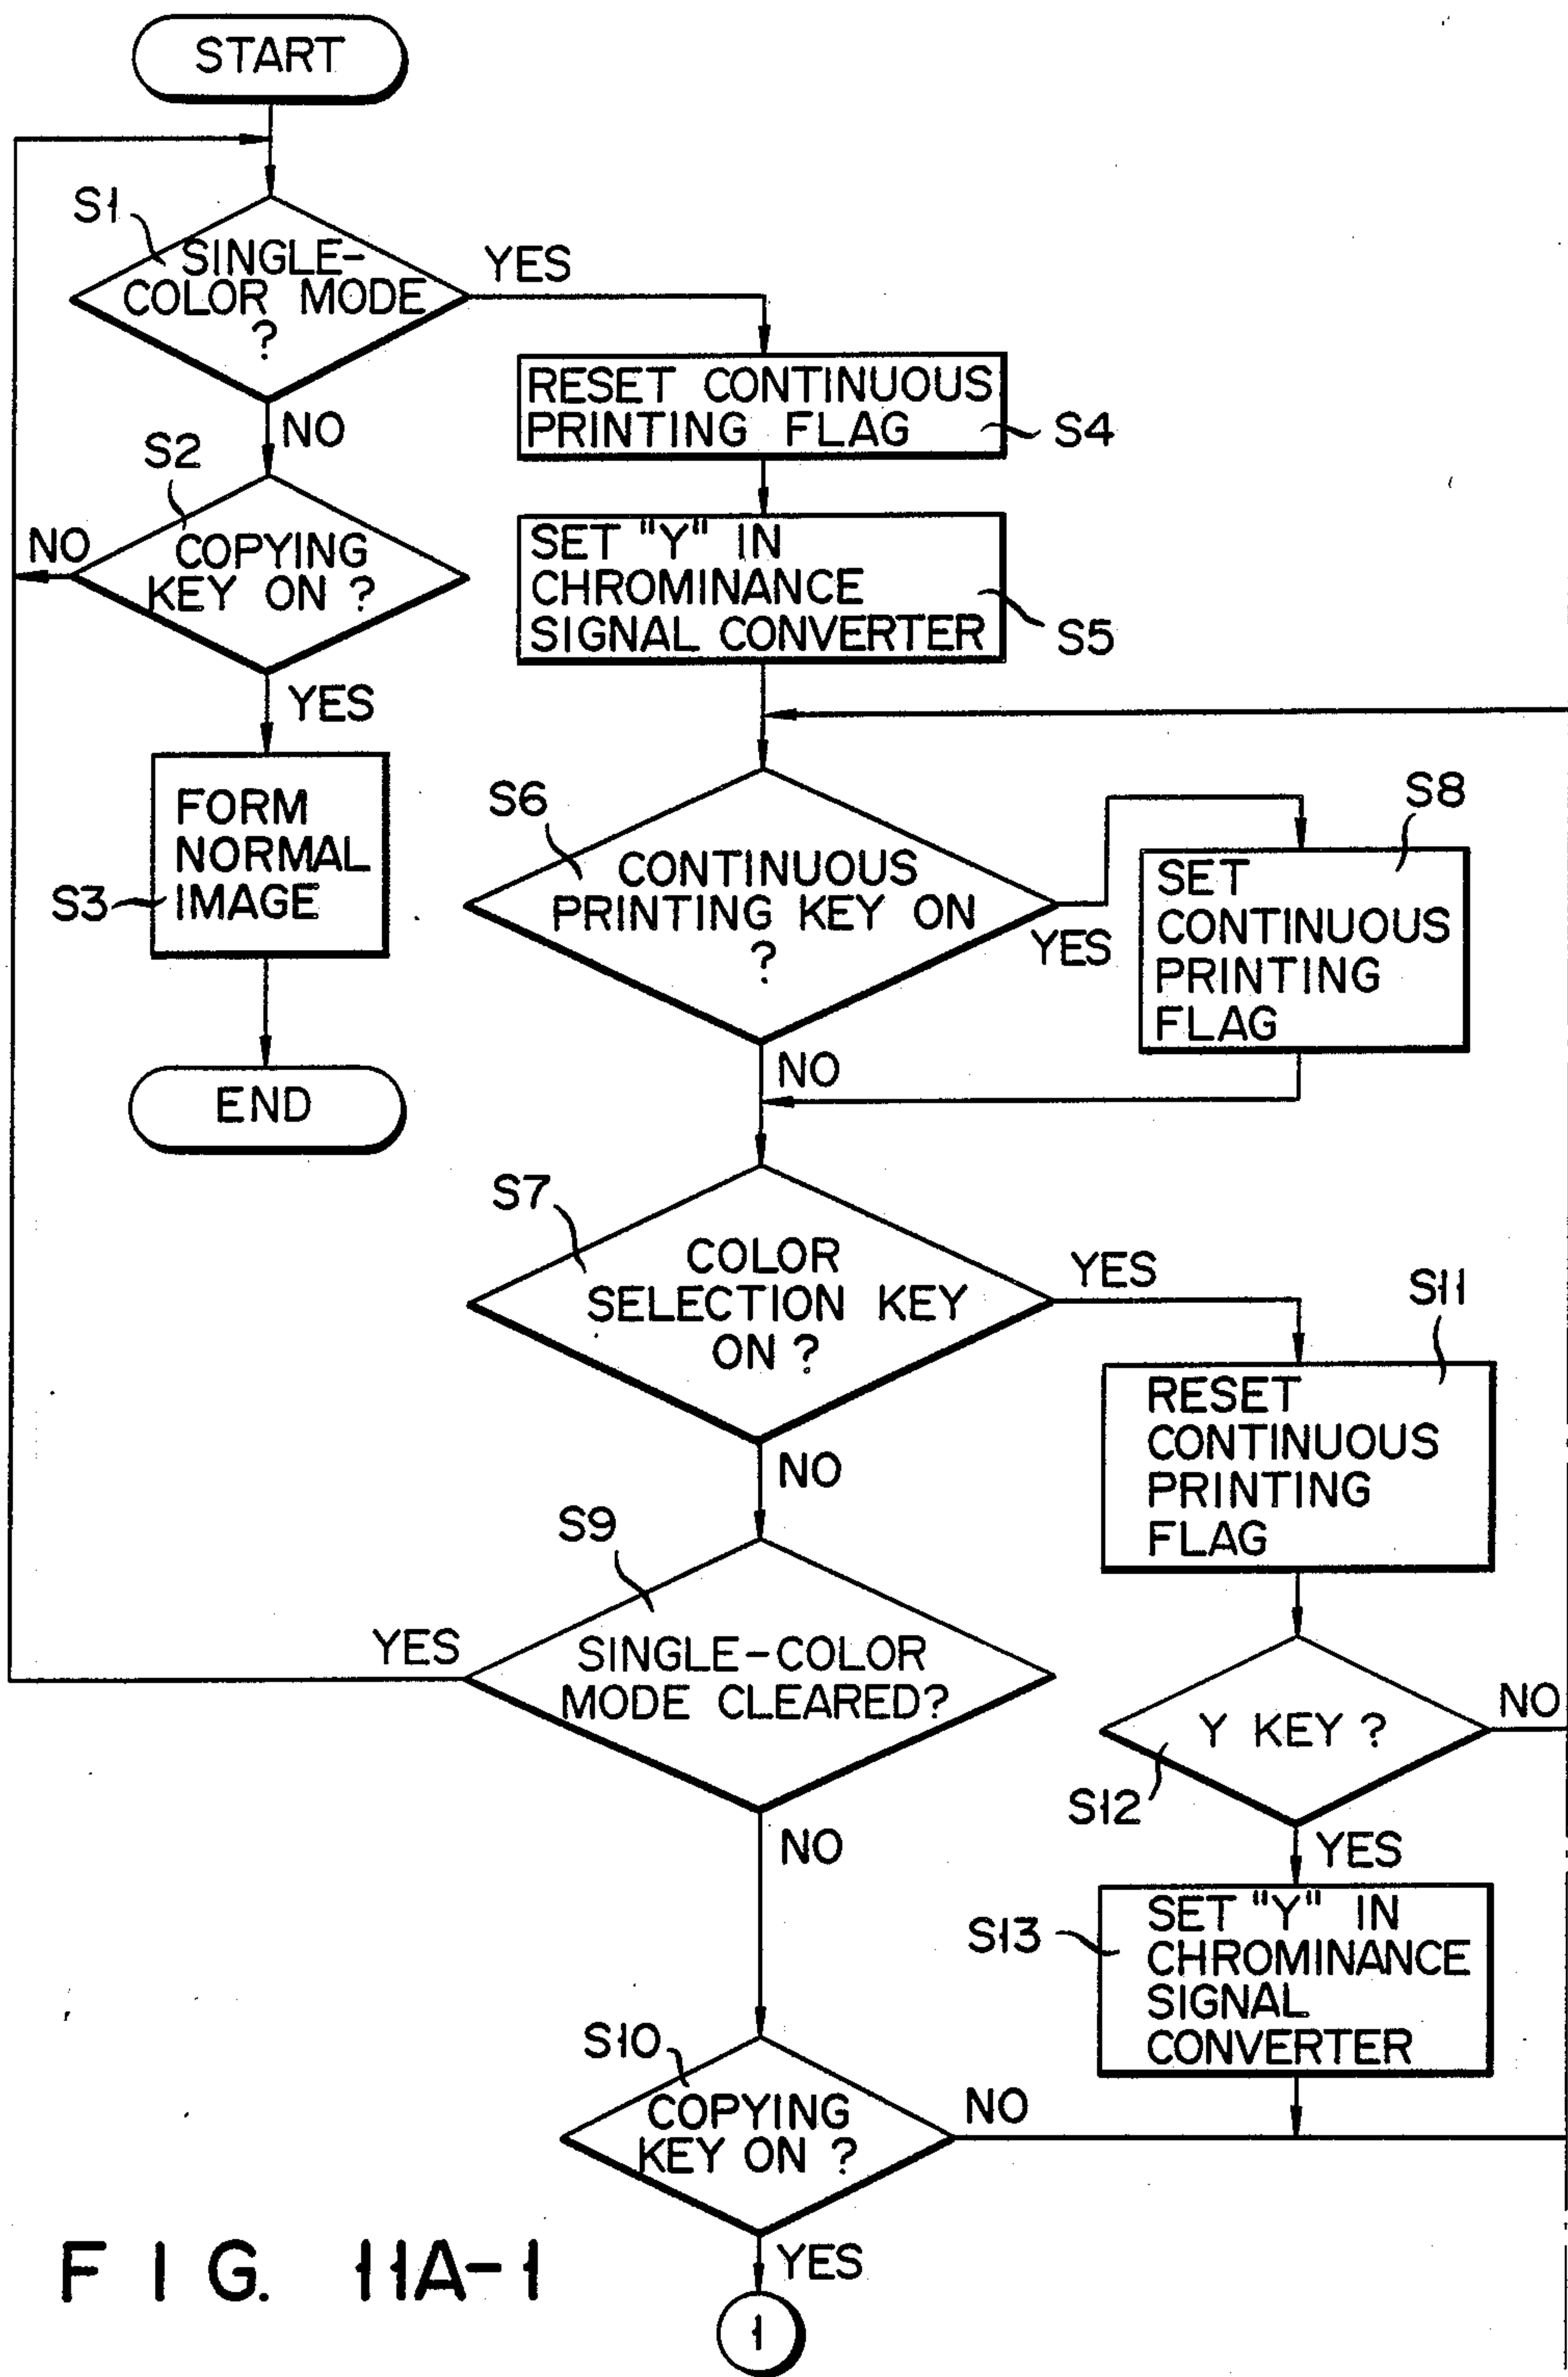 START
S1
SINGLE-
COLOR MODE
?
YES
NO
RESET CONTINUOUS
PRINTING FLAG
S4
S2
COPYING
KEY ON ?
NO
YES
SET "Y" IN
CHROMINANCE
SIGNAL CONVERTER
S5
FORM
NORMAL
IMAGE
S3
END
S6
CONTINUOUS
PRINTING KEY ON
?
YES
NO
S8
SET
CONTINUOUS
PRINTING
FLAG
S7
COLOR
SELECTION KEY
ON ?
YES
NO
S11
RESET
CONTINUOUS
PRINTING
FLAG
S9
SINGLE-COLOR
MODE CLEARED?
YES
NO
Y KEY ?
NO
S12
YES
S13
SET "Y" IN
CHROMINANCE
SIGNAL
CONVERTER
S10
COPYING
KEY ON ?
NO
YES
1
FIG. 11A-1